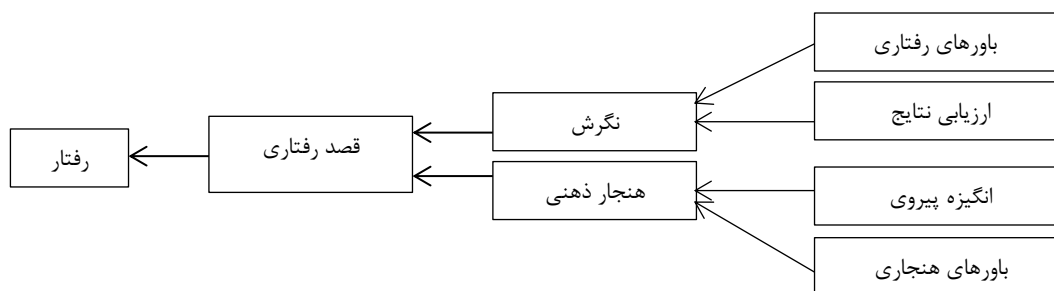 باورهای رفتاری
ارزیابی نتایج
انگیزه پیروی
باورهای هنجاری
نگرش
هنجار ذهنی
قصد رفتاری
رفتار